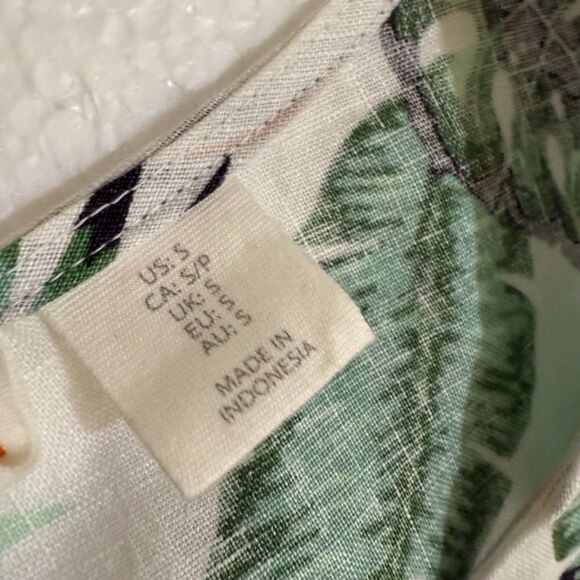 US: S
CA: S/P
UK: S
EU: S
AU: S
MADE IN
INDONESIA